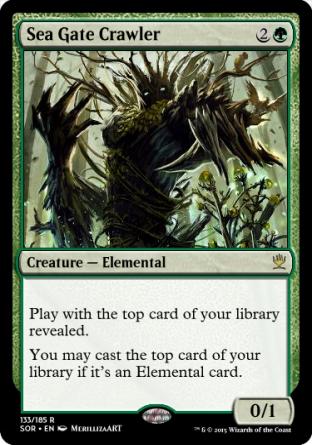 Sea Gate Crawler 2
Creature — Elemental
Play with the top card of your library
revealed.
You may cast the top card of your
library if it's an Elemental card.
133/185 R
SOR • EN MerillizaART
™ & © 2015 Wizards of the Coast
0/1